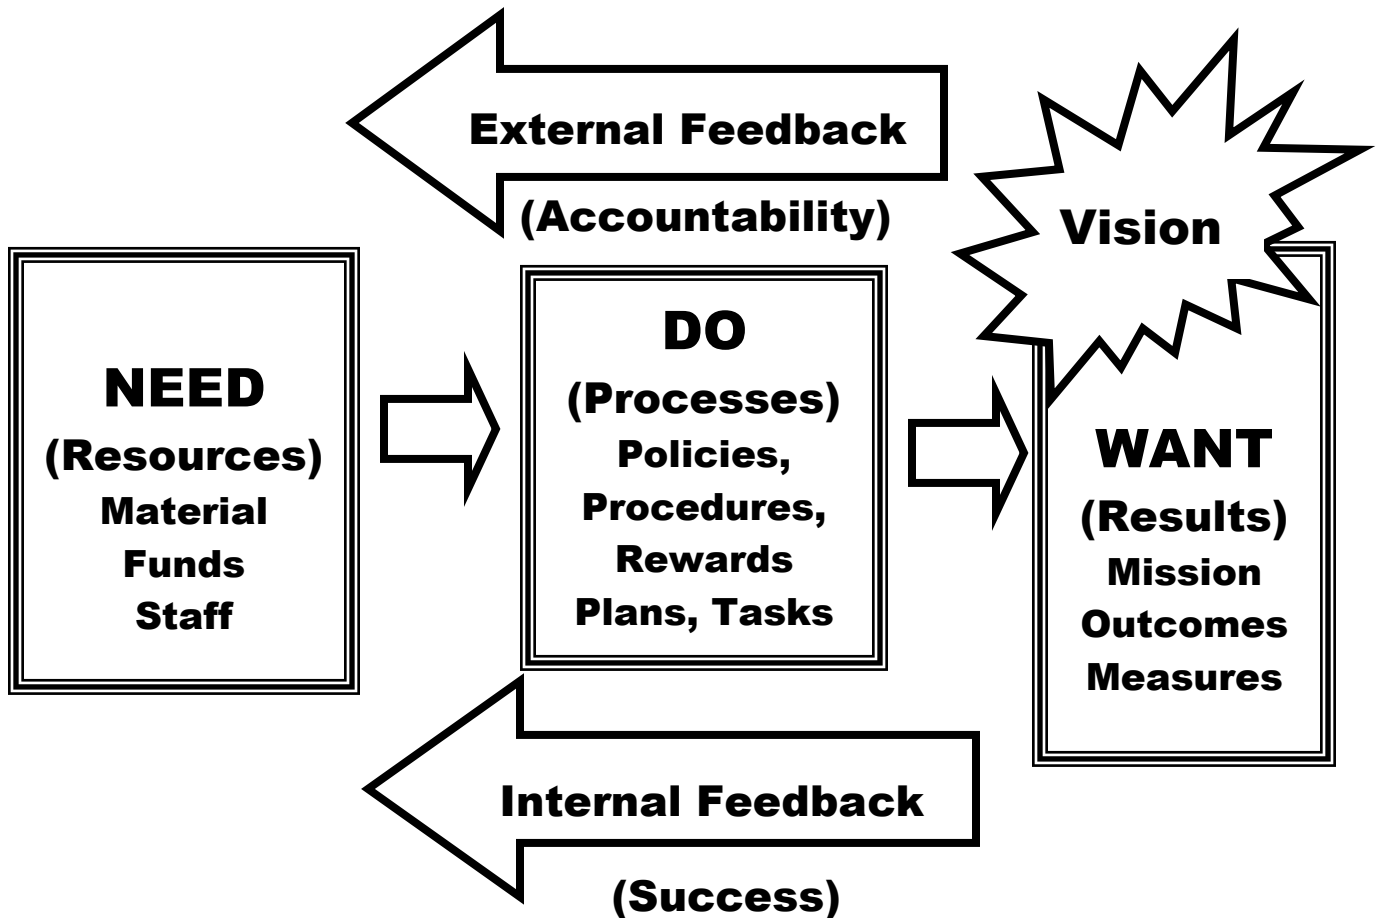 External Feedback
(Accountability)
Vision
NEED
(Resources)
Material
Funds
Staff
DO
(Processes)
Policies,
Procedures,
Rewards
Plans, Tasks
WANT
(Results)
Mission
Outcomes
Measures
Internal Feedback
(Success)